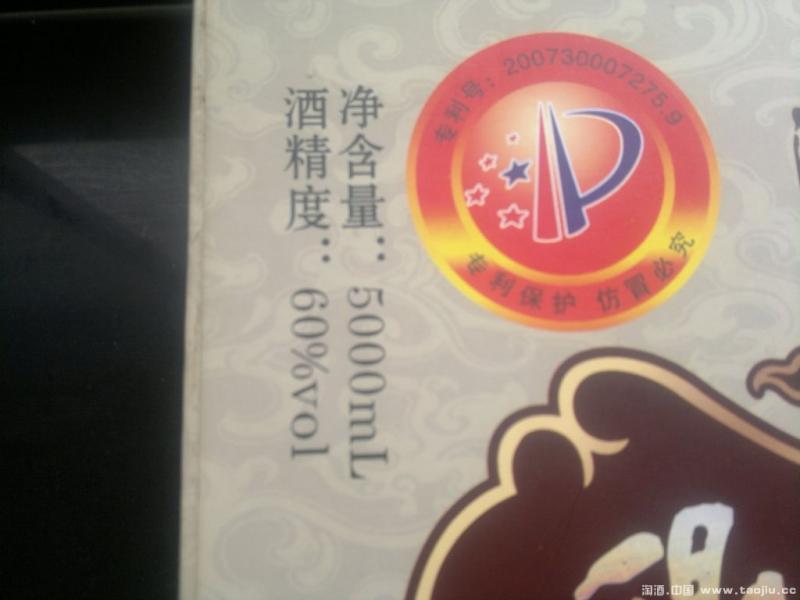 专利号：200730007275.9
专利保护 仿冒必究
净含量：5000mL
酒精度：60%vol
淘酒.中国 www.taojiu.cc